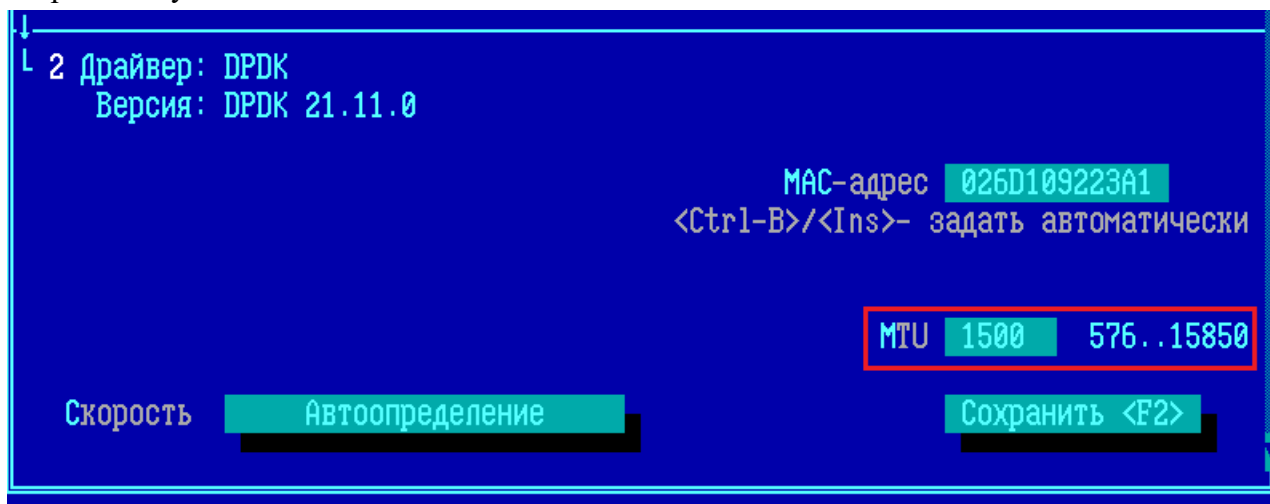 2 Драйвер: DPDK
Версия: DPDK 21.11.0
MAC-адрес 026D109223A1
<Ctrl-B>/<Ins>- задать автоматически
MTU 1500 576..15850
Скорость Автоопределение Сохранить <F2>